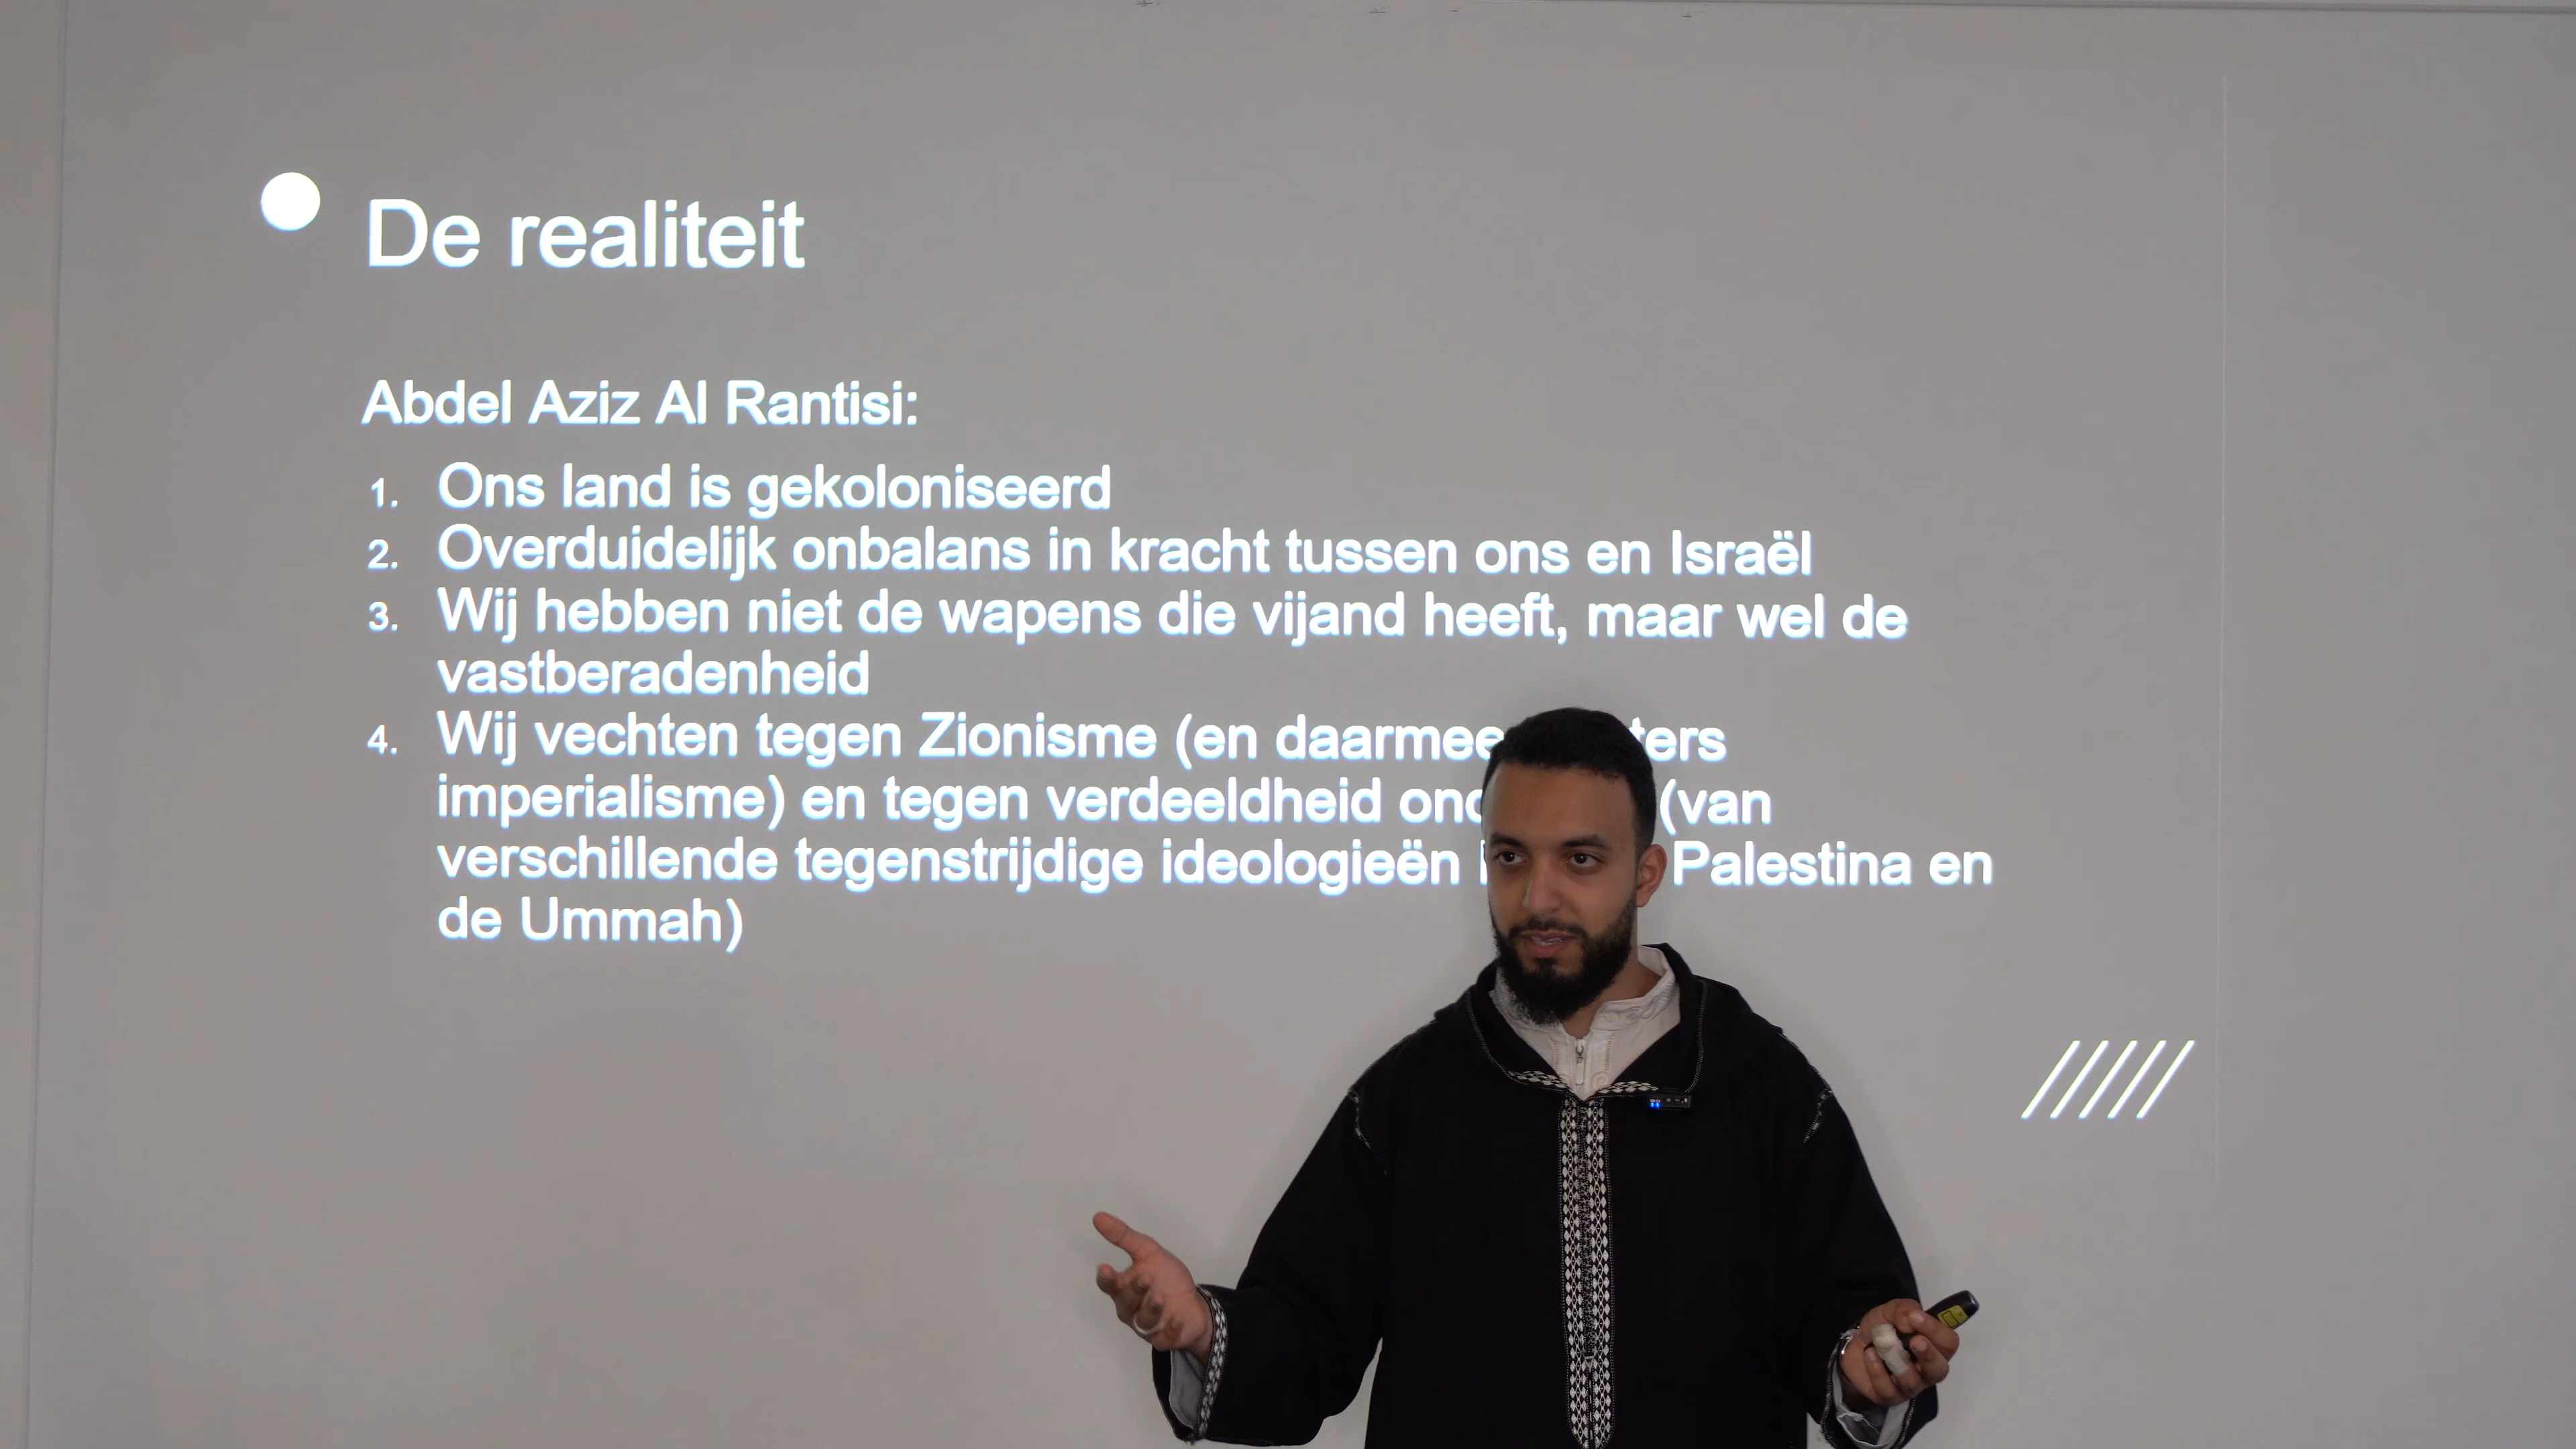 De realiteit
Abdel Aziz Al Rantisi:
1. Ons land is gekoloniseerd
2. Overduidelijk onbalans in kracht tussen ons en Israël
3. Wij hebben niet de wapens die vijand heeft, maar wel de
vastberadenheid
4. Wij vechten tegen Zionisme (en daarmee
imperialisme) en tegen verdeeldheid (van
verschillende tegenstrijdige ideologieën Palestina en
de Ummah)